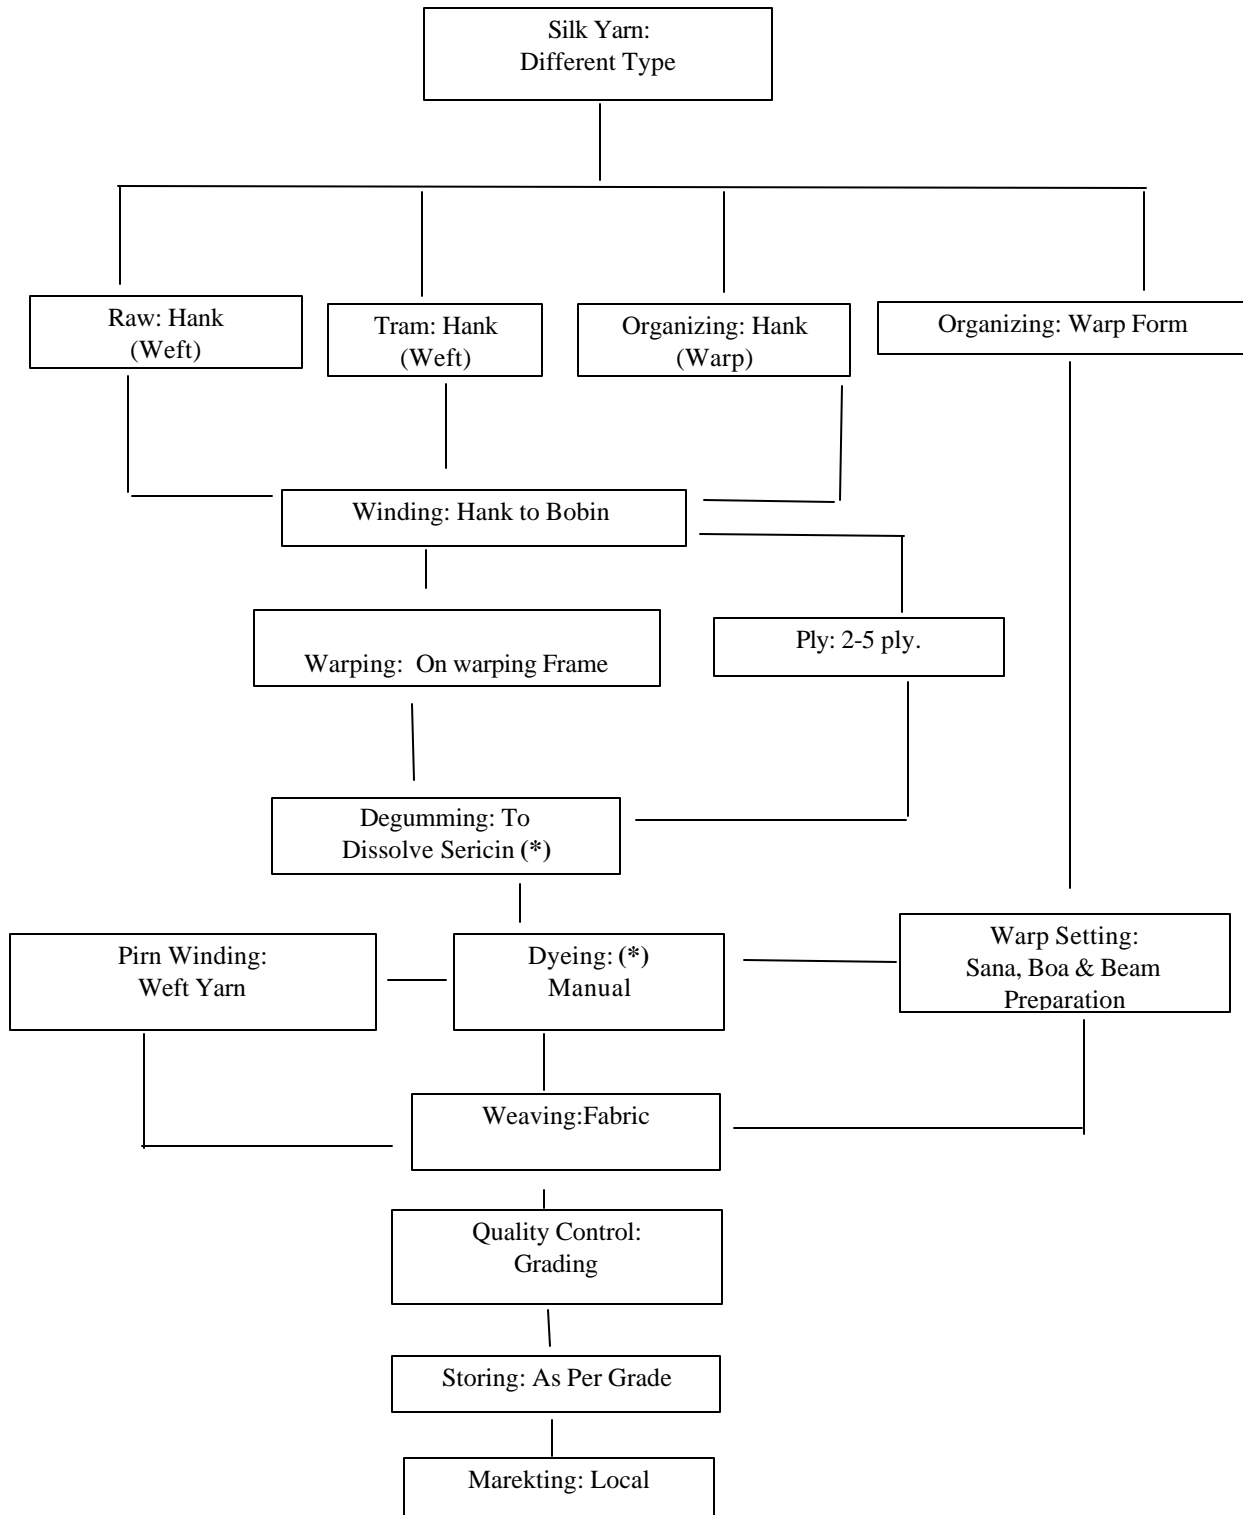 Silk Yarn:
Different Type
Raw: Hank
(Weft)
Tram: Hank
(Weft)
Organizing: Hank
(Warp)
Organizing: Warp Form
Winding: Hank to Bobin
Warping:  On warping Frame
Ply: 2-5 ply.
Degumming: To
Dissolve Sericin (*)
Pirn Winding:
Weft Yarn
Dyeing: (*)
Manual
Warp Setting:
Sana, Boa & Beam
Preparation
Weaving:Fabric
Quality Control:
Grading
Storing: As Per Grade
Marekting: Local